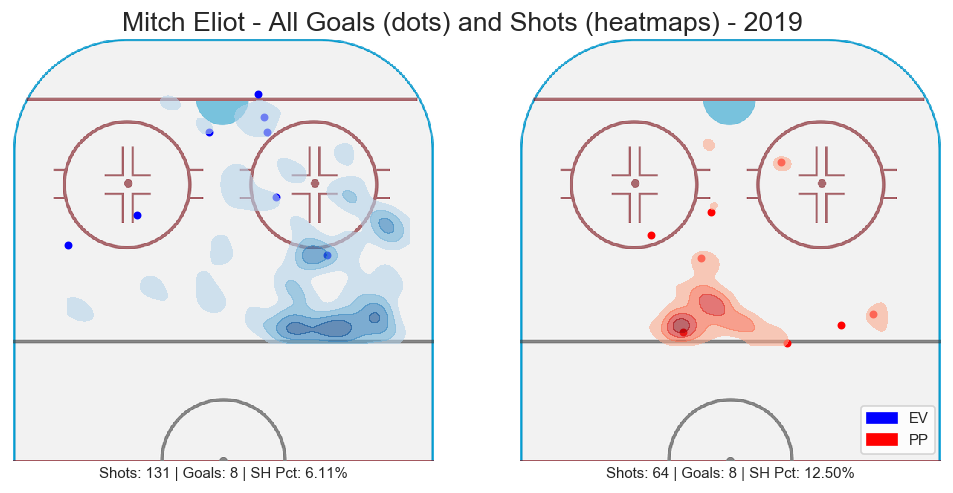 Mitch Eliot - All Goals (dots) and Shots (heatmaps) - 2019
EV
PP
Shots: 131 | Goals: 8 | SH Pct: 6.11%
Shots: 64 | Goals: 8 | SH Pct: 12.50%